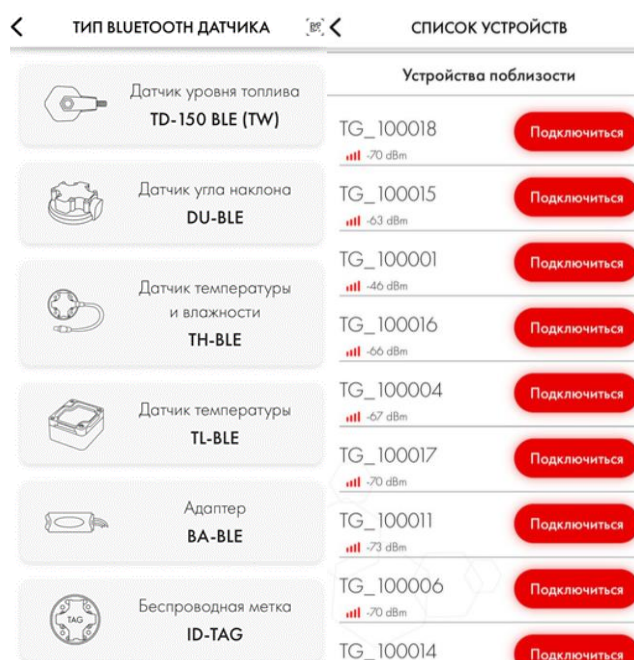 ТИП BLUETOOTH ДАТЧИКА
Датчик уровня топлива
TD-150 BLE (TW)
Датчик угла наклона
DU-BLE
Датчик температуры
и влажности
TH-BLE
Датчик температуры
TL-BLE
Адаптер
BA-BLE
TAG
Беспроводная метка
ID-TAG
СПИСОК УСТРОЙСТВ
Устройства поблизости
TG_100018
Подключиться
-70 dBm
TG_100015
Подключиться
-63 dBm
TG_100001
Подключиться
-46 dBm
TG_100016
Подключиться
-66 dBm
TG_100004
Подключиться
-67 dBm
TG_100017
Подключиться
-70 dBm
TG_100011
Подключиться
-73 dBm
TG_100006
Подключиться
-70 dBm
TG_100014
Подключиться